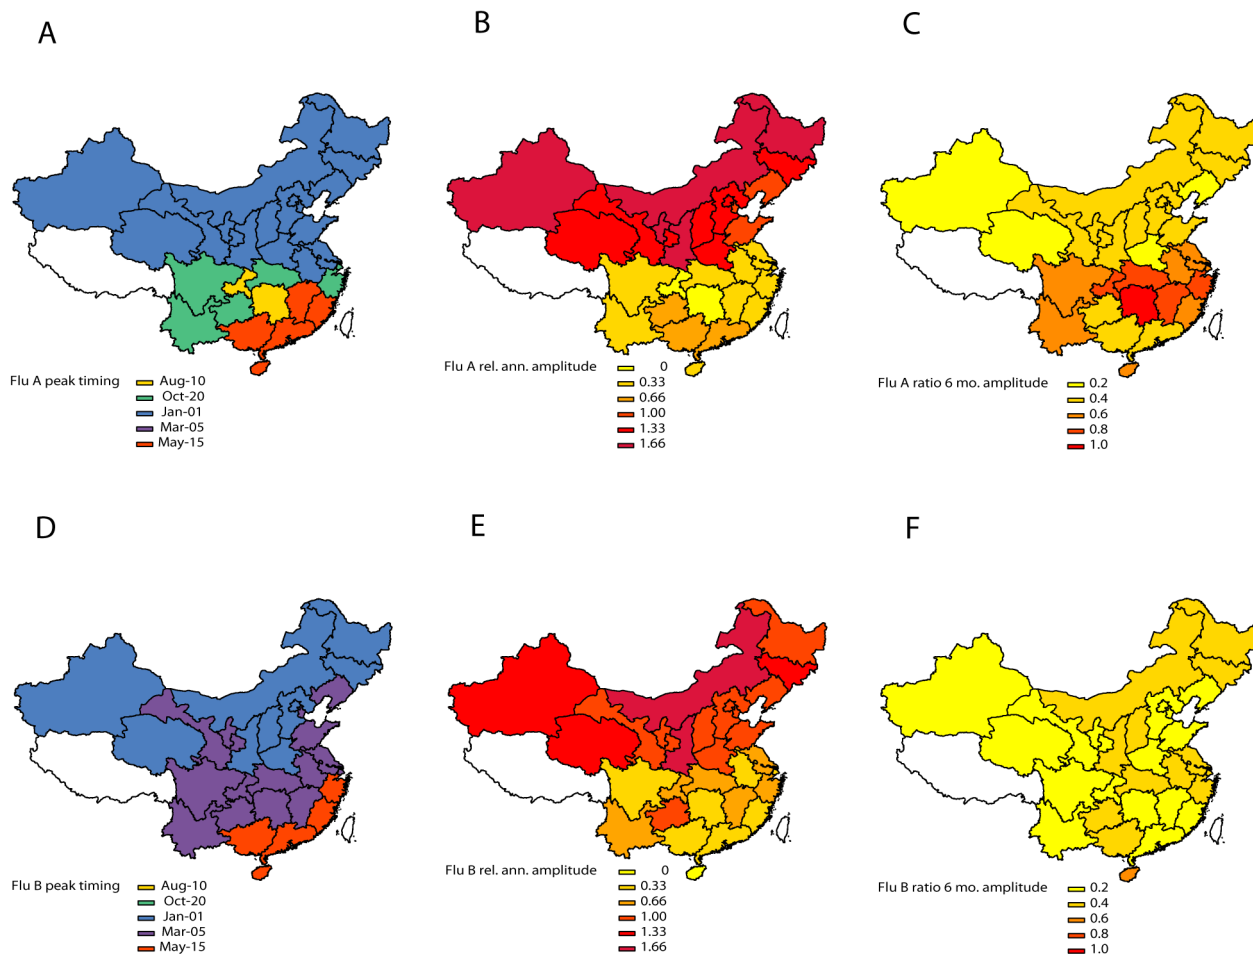 A
B
C
Flu A peak timing
Aug-10
Oct-20
Jan-01
Mar-05
May-15
Flu A rel. ann. amplitude
0
0.33
0.66
1.00
1.33
1.66
Flu A ratio 6 mo. amplitude
0.2
0.4
0.6
0.8
1.0
D
E
F
Flu B peak timing
Aug-10
Oct-20
Jan-01
Mar-05
May-15
Flu B rel. ann. amplitude
0
0.33
0.66
1.00
1.33
1.66
Flu B ratio 6 mo. amplitude
0.2
0.4
0.6
0.8
1.0